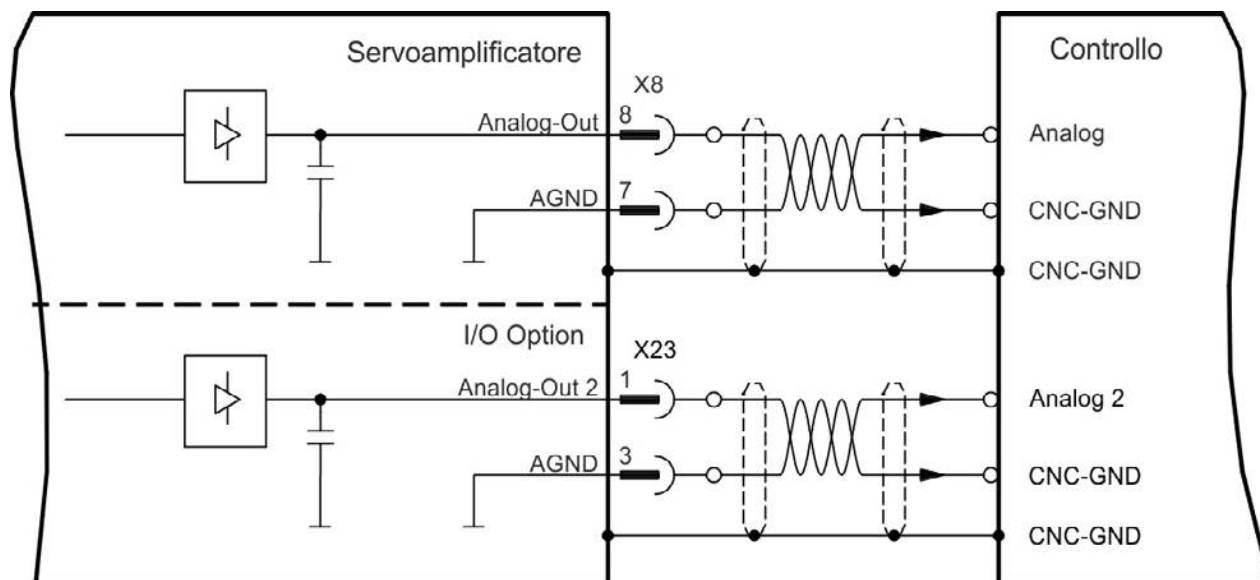 Servoamplificatore
Controllo
X8
Analog-Out
8
Analog
AGND
7
CNC-GND
CNC-GND
I/O Option
X23
Analog-Out 2
1
Analog 2
AGND
3
CNC-GND
CNC-GND